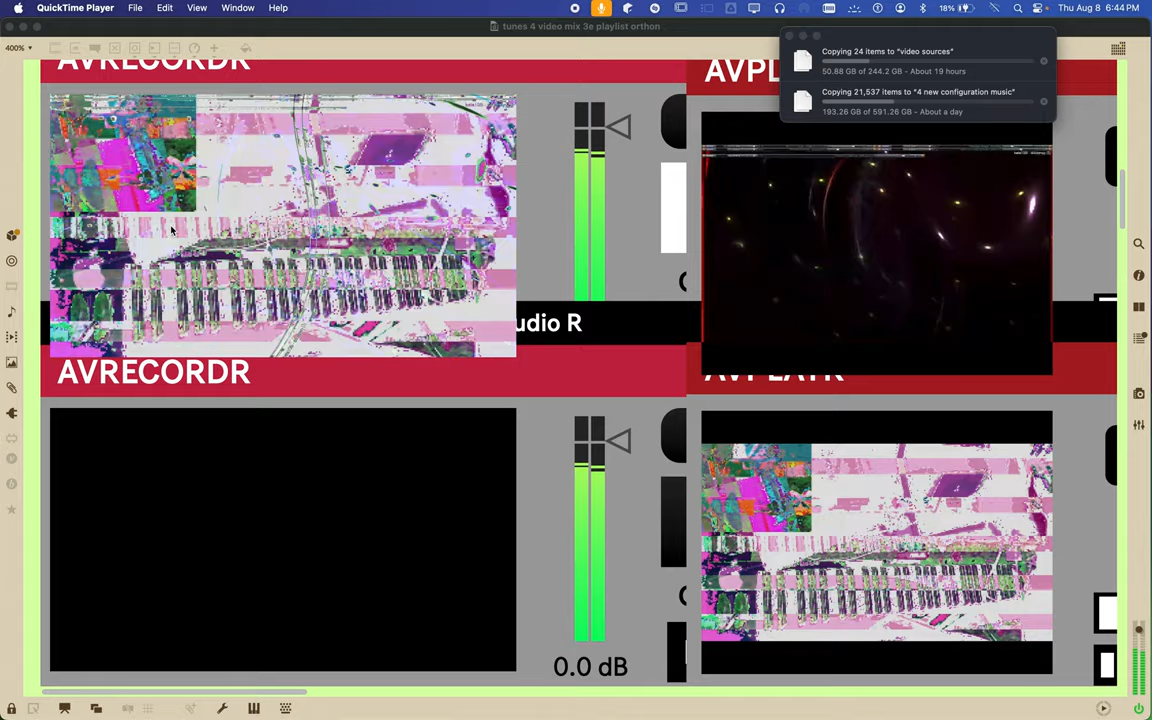 QuickTime Player File Edit View Window Help
18% Thu Aug 8 6:44 PM
tunes 4 video mix 3e playlist orthon
400%
Copying 24 items to "video sources"
50.88 GB of 244.2 GB - About 19 hours
Copying 21,537 items to "4 new configuration music"
193.26 GB of 591.26 GB - About a day
AVRECORDR
AVPL
udio R
AVRECORDR
AVPLAYR
0.0 dB